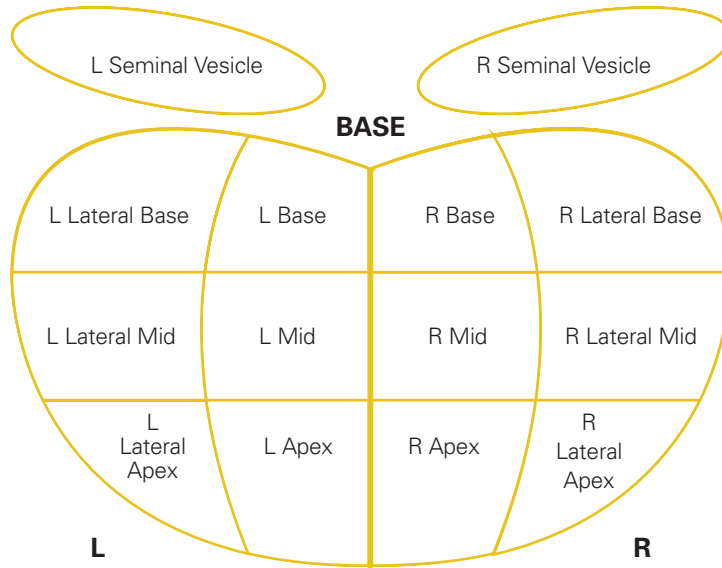 L Seminal Vesicle
R Seminal Vesicle
BASE
L Lateral Base
L Base
R Base
R Lateral Base
L Lateral Mid
L Mid
R Mid
R Lateral Mid
L
Lateral
Apex
L Apex
R Apex
R
Lateral
Apex
L
R